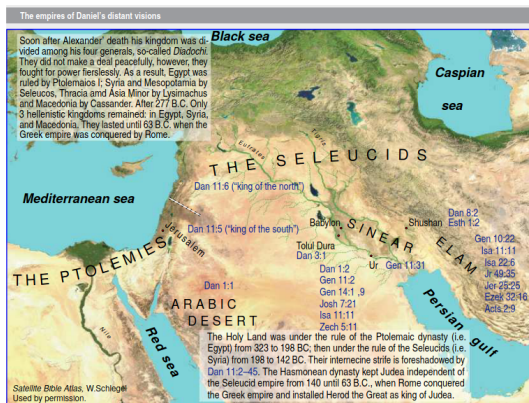 The empires of Daniel's distant visions
Soon after Alexander' death his kingdom was di-
vided among his four generals, so-called Diadochi.
They did not make a deal peacefully, however, they
fought for power fierslessly. As a result, Egypt was
ruled by Ptolemaios I; Syria and Mesopotamia by
Seleucos, Thracia amd Asia Minor by Lysimachus
and Macedonia by Cassander. After 277 B.C. Only
3 hellenistic kingdoms remained: in Egypt, Syria,
and Macedonia. They lasted until 63 B.C. when the
Greek empire was conquered by Rome.
Black sea
Caspian
sea
Eufrates
Tigris
THE SELEUCIDS
Dan 11:6 ("king of the north")
Mediterranean sea
Dan 11:5 ("king of the south")
Jerusalem
Babylon
SINEAR
Shushan
Dan 8:2
Esth 1:2
ELAM
Gen 10:22
Isa 11:11
Isa 22:6
Jr 49:35
Jer 25:25
Ezek 32:16
Acts 2:9
Tolul Dura
Dan 3:1
Ur
Gen 11:31
THE PTOLEMIES
Dan 1:1
Dan 1:2
Gen 11:2
Gen 14:1 ,9
Josh 7:21
Isa 11:11
Zech 5:11
ARABIC
DESERT
Nile
Red sea
Persian gulf
The Holy Land was under the rule of the Ptolemaic dynasty (i.e.
Egypt) from 323 to 198 BC; then under the rule of the Seleucids (i.e.
Syria) from 198 to 142 BC. Their internecine strife is foreshadowed by
Dan 11:2–45. The Hasmonean dynasty kept Judea independent of
the Seleucid empire from 140 until 63 B.C., when Rome conquered
the Greek empire and installed Herod the Great as king of Judea.
Satellite Bible Atlas, W.Schlegel
Used by permission.